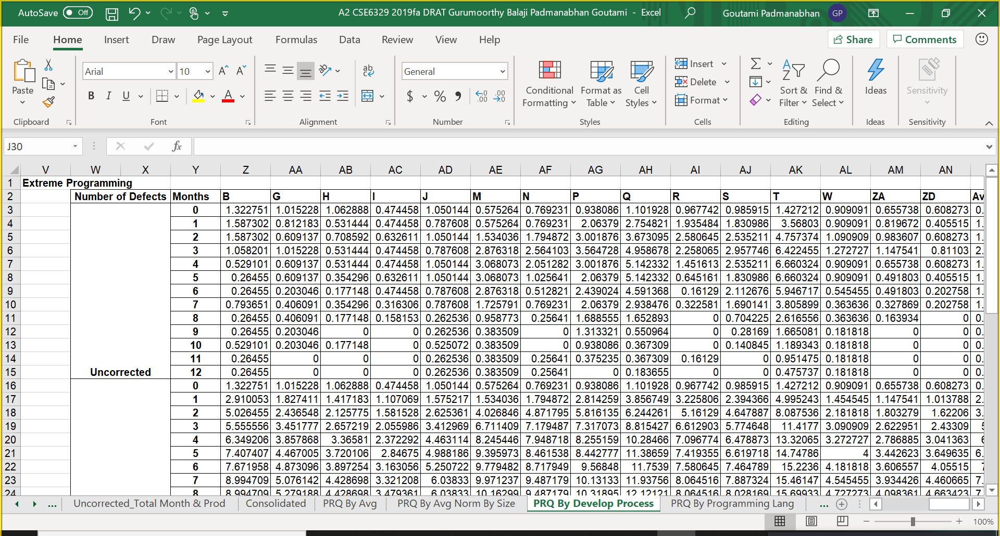 AutoSave Off A2 CSE6329 2019fa DRAT Gurumoorthy Balaji Padmanabhan Goutami - Excel Goutami Padmanabhan GP
File Home Insert Draw Page Layout Formulas Data Review View Help Share Comments
Paste Arial 10 A^ A˅ ab c General Conditional Formatting Format as Table Cell Styles Insert Delete Format Sort & Filter Find & Select Ideas Sensitivity
B I U A $ % 9 .00 .00
Clipboard Font Alignment Number Styles Cells Editing Ideas Sensitivity
J30 fx
V W X Y Z AA AB AC AD AE AF AG AH AI AJ AK AL AM AN
1 Extreme Programming
2 Number of Defects Months B G H I J M N P Q R S T W ZA ZD Av
3 0 1.322751 1.015228 1.062888 0.474458 1.050144 0.575264 0.769231 0.938086 1.101928 0.967742 0.985915 1.427212 0.909091 0.655738 0.608273 0.
4 1 1.587302 0.812183 0.531444 0.474458 0.787608 0.575264 0.769231 2.06379 2.754821 1.935484 1.830986 3.56803 0.909091 0.819672 0.405515 1.
5 2 1.587302 0.609137 0.708592 0.632611 1.050144 1.534036 1.794872 3.001876 3.673095 2.580645 2.535211 4.757374 1.090909 0.983607 0.608273 1.
6 3 1.058201 1.015228 0.531444 0.474458 0.787608 2.876318 2.564103 3.564728 4.958678 2.258065 2.957746 6.422455 1.272727 1.147541 0.81103 2.
7 4 0.529101 0.609137 0.531444 0.474458 1.050144 3.068073 2.051282 3.001876 5.142332 1.451613 2.535211 6.660324 0.909091 0.655738 0.608273 1.
8 5 0.26455 0.609137 0.354296 0.632611 1.050144 3.068073 1.025641 2.06379 5.142332 0.645161 1.830986 6.660324 0.909091 0.491803 0.405515 1.
9 6 0.26455 0.203046 0.177148 0.474458 0.787608 2.876318 0.512821 2.439024 4.591368 0.16129 2.112676 5.946717 0.545455 0.491803 0.202758 1.
10 7 0.793651 0.406091 0.354296 0.316306 0.787608 1.725791 0.769231 2.06379 2.938476 0.322581 1.690141 3.805899 0.363636 0.327869 0.202758 1.
11 8 0.26455 0.406091 0.177148 0.158153 0.262536 0.958773 0.25641 1.688555 1.652893 0 0.704225 2.616556 0.363636 0.163934 0 0.
12 9 0.26455 0.203046 0 0 0.262536 0.383509 0 1.313321 0.550964 0 0.28169 1.665081 0.181818 0 0 0.
13 10 0.529101 0.203046 0.177148 0 0.525072 0.383509 0 0.938086 0.367309 0 0.140845 1.189343 0.181818 0 0 0.
14 11 0.26455 0 0 0 0.262536 0.383509 0.25641 0.375235 0.367309 0.16129 0 0.951475 0.181818 0 0 0.
15 Uncorrected 12 0.26455 0 0 0 0.262536 0.383509 0.25641 0 0.183655 0 0 0.475737 0.181818 0 0 0.
16 0 1.322751 1.015228 1.062888 0.474458 1.050144 0.575264 0.769231 0.938086 1.101928 0.967742 0.985915 1.427212 0.909091 0.655738 0.608273 0.
17 1 2.910053 1.827411 1.417183 1.107069 1.575217 1.534036 1.794872 2.814259 3.856749 3.225806 2.394366 4.995243 1.454545 1.147541 1.013788 2.
18 2 5.026455 2.436548 2.125775 1.581528 2.625361 4.026846 4.871795 5.816135 6.244261 5.16129 4.647887 8.087536 2.181818 1.803279 1.62206 3.
19 3 5.555556 3.451777 2.657219 2.055986 3.412969 6.711409 7.179487 7.317073 8.815427 6.612903 5.774648 11.4177 3.090909 2.622951 2.43309
20 4 6.349206 3.857868 3.36581 2.372292 4.463114 8.245446 7.948718 8.255159 10.28466 7.096774 6.478873 13.32065 3.272727 2.786885 3.041363
21 5 7.407407 4.467005 3.720106 2.84675 4.988186 9.395973 8.461538 8.442777 11.38659 7.419355 6.619718 14.74786 4 3.442623 3.649635 6.
22 6 7.671958 4.873096 3.897254 3.163056 5.250722 9.779482 8.717949 9.56848 11.7539 7.580645 7.464789 15.2236 4.181818 3.606557 4.05515
23 7 8.994709 5.076142 4.428698 3.321208 6.03833 9.971237 9.487179 10.13133 11.93756 8.064516 7.887324 15.46147 4.545455 3.934426 4.460665 7.
24 8 8.994709 5.279188 4.428698 3.479361 6.03833 10.16299 9.487179 10.31895 12.12121 8.064516 8.028169 15.69933 4.727273 4.098361 4.663423 7
... Uncorrected_Total Month & Prod Consolidated PRQ By Avg PRQ By Avg Norm By Size PRQ By Develop Process PRQ By Programming Lang ...
100%